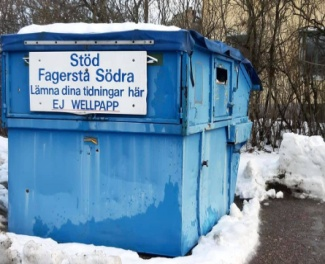 Stöd
Fagerstå Södra
Lämna dina tidningar här
EJ WELLPAPP